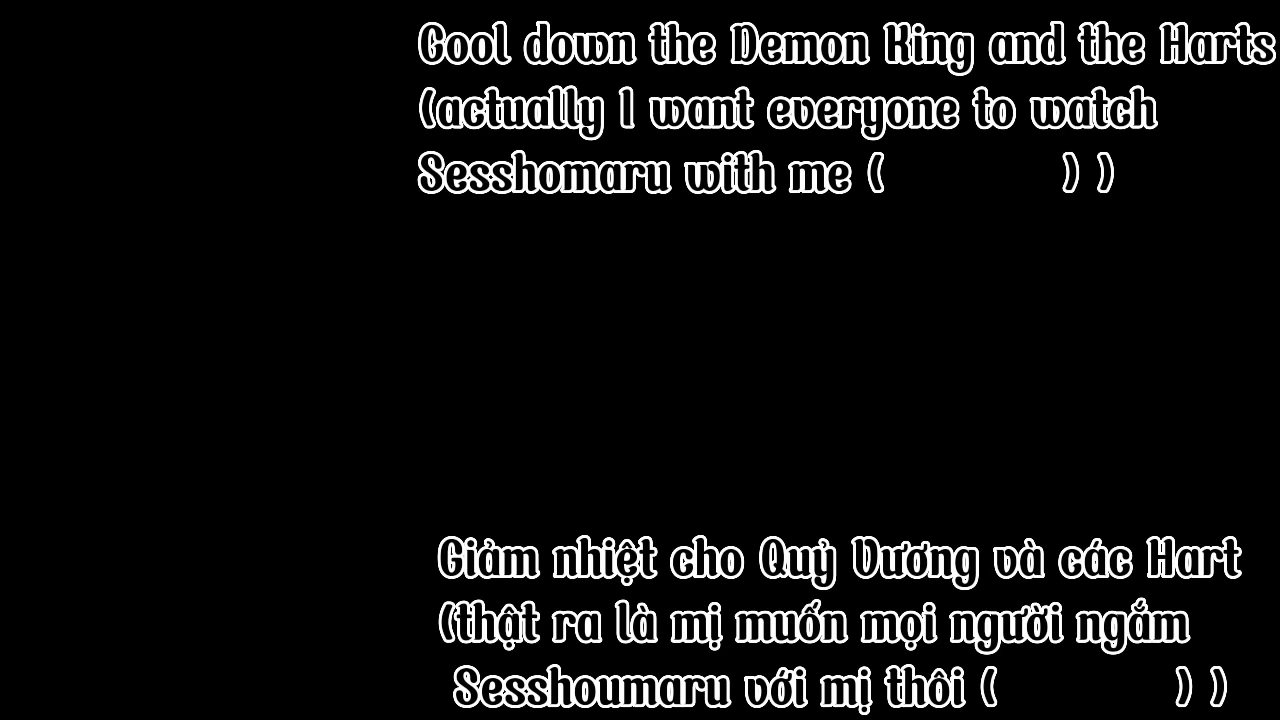 Cool down the Demon King and the Harts
(actually I want everyone to watch
Sesshomaru with me ( ) )
Giảm nhiệt cho Quỷ Vương và các Hart
(thật ra là mị muốn mọi người ngắm
Sesshoumaru với mị thôi ( ) )